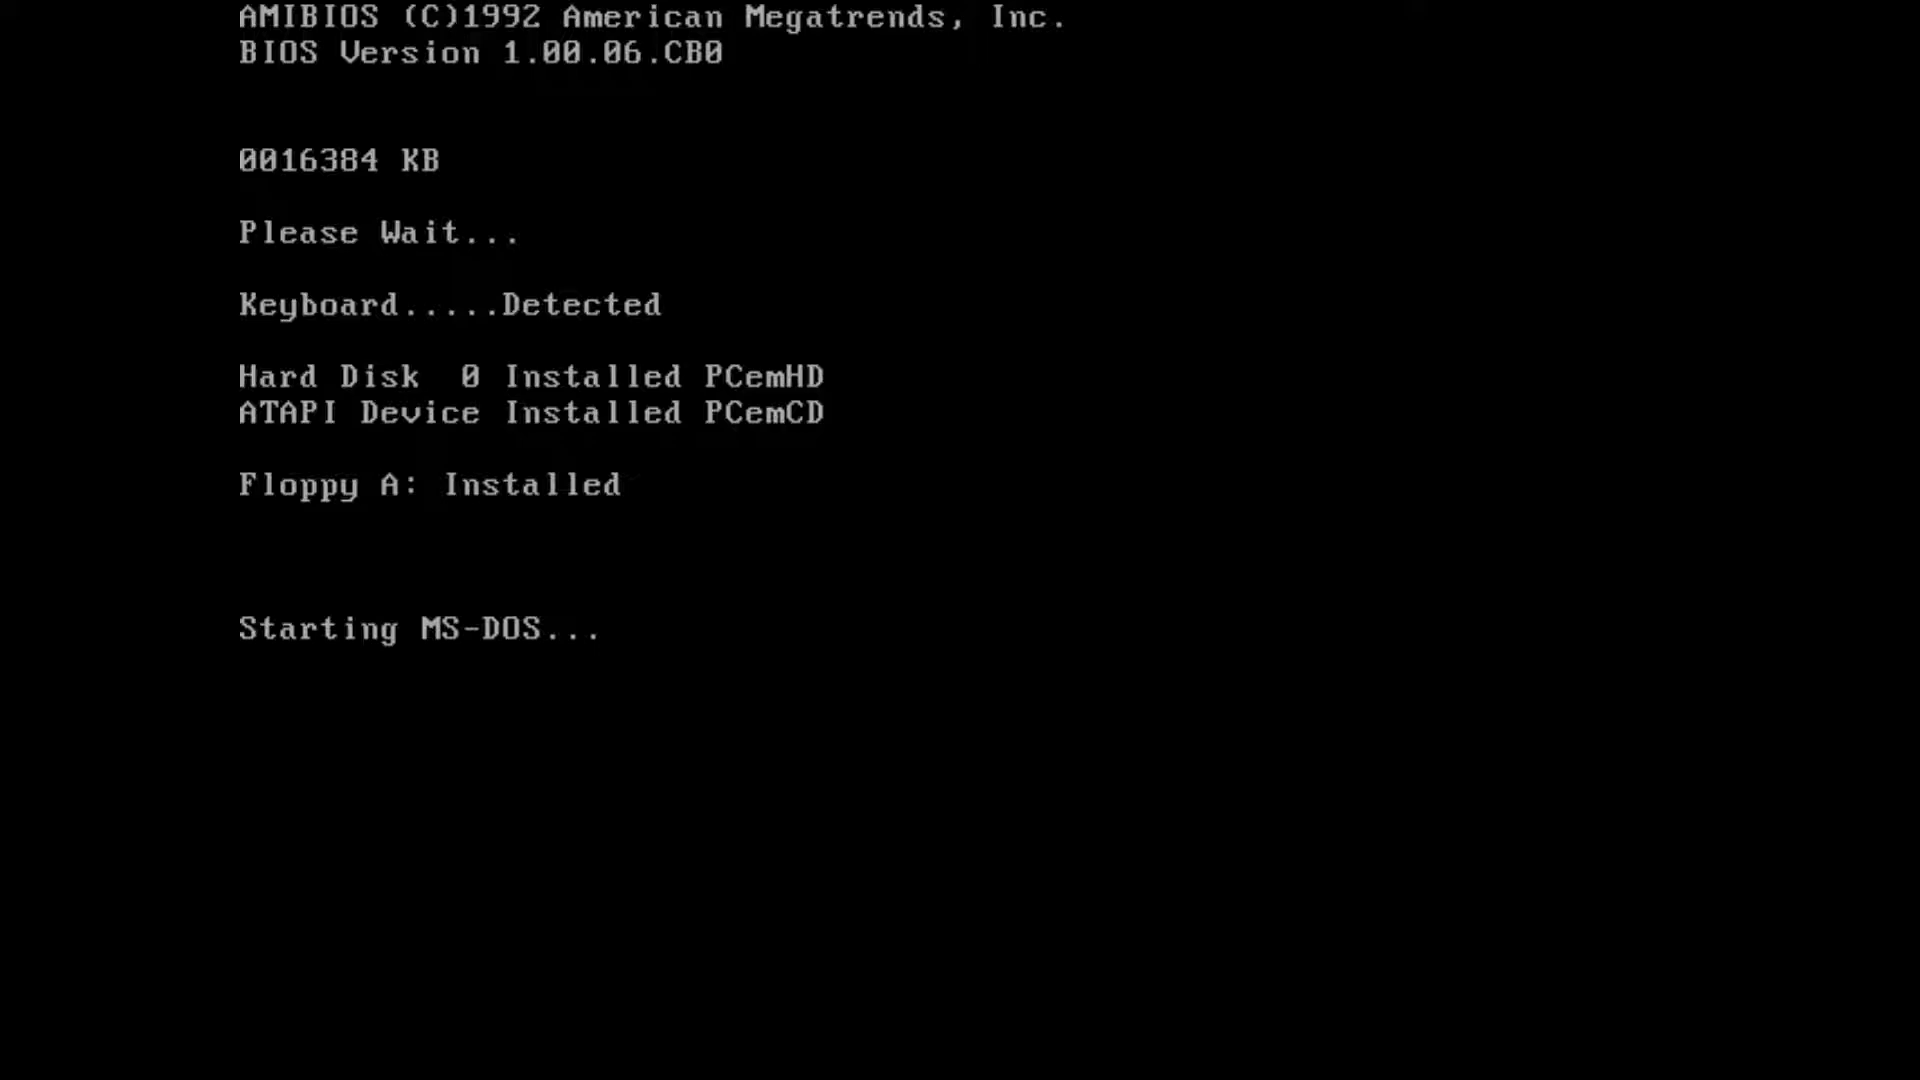 AMIBIOS (C)1992 American Megatrends, Inc.
BIOS Version 1.00.06.CB0
0016384 KB
Please Wait...
Keyboard.....Detected
Hard Disk  0 Installed PCemHD
ATAPI Device Installed PCemCD
Floppy A: Installed
Starting MS-DOS...